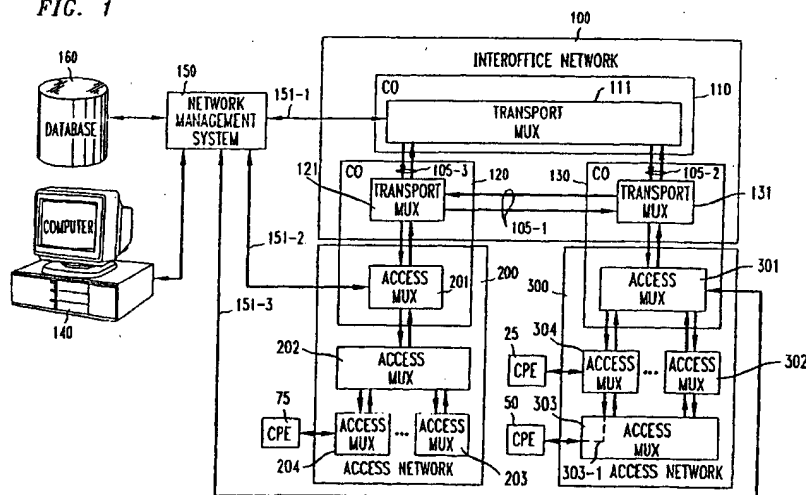 FIG. 1
100
INTEROFFICE NETWORK
160
DATABASE
150
NETWORK
MANAGEMENT
SYSTEM
151-1
CO
111
TRANSPORT
MUX
110
COMPUTER
140
151-2
151-3
121
CO
105-3
120
TRANSPORT
MUX
105-1
130
CO
105-2
TRANSPORT
MUX
131
ACCESS
MUX
201
200
202
ACCESS
MUX
75
CPE
ACCESS
MUX
204
...
ACCESS
MUX
203
ACCESS NETWORK
300
ACCESS
MUX
301
304
25
CPE
ACCESS
MUX
...
ACCESS
MUX
302
50
CPE
303
ACCESS
MUX
303-1
ACCESS NETWORK